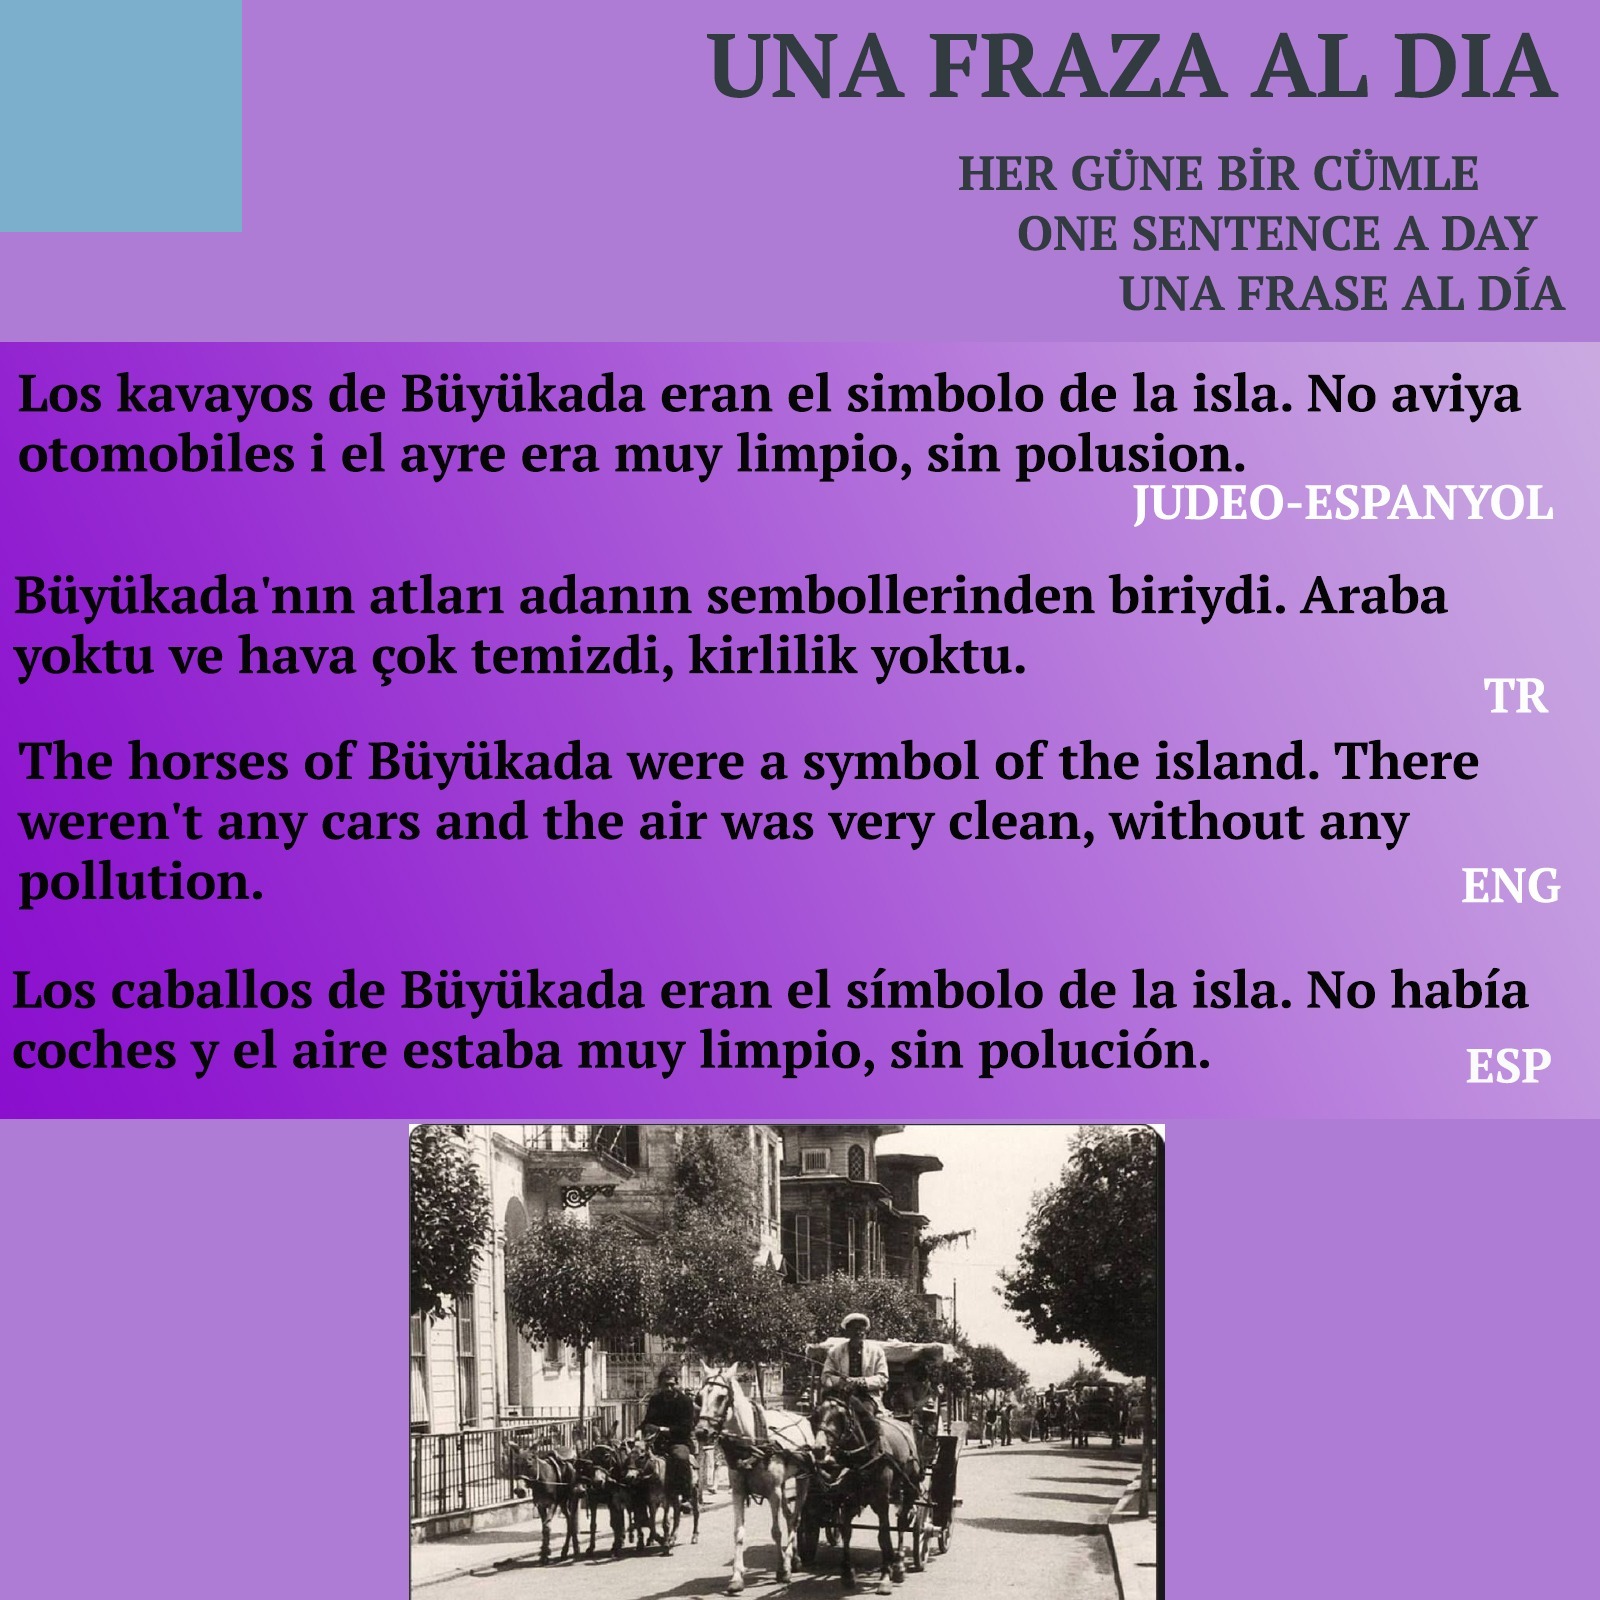 UNA FRAZA AL DIA
HER GÜNE BİR CÜMLE
ONE SENTENCE A DAY
UNA FRASE AL DÍA
Los kavayos de Büyükada eran el simbolo de la isla. No aviya
otomobiles i el ayre era muy limpio, sin polusion.
JUDEO-ESPANYOL
Büyükada'nın atları adanın sembollerinden biriydi. Araba
yoktu ve hava çok temizdi, kirlilik yoktu.
TR
The horses of Büyükada were a symbol of the island. There
weren't any cars and the air was very clean, without any
pollution.
ENG
Los caballos de Büyükada eran el símbolo de la isla. No había
coches y el aire estaba muy limpio, sin polución.
ESP